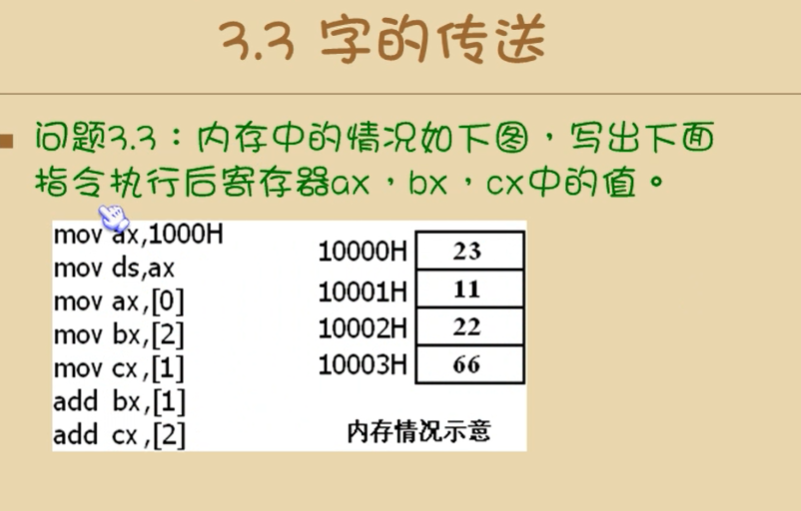 3.3 字的传送
问题3.3：内存中的情况如下图，写出下面
指令执行后寄存器ax，bx，cx中的值。
mov ax,1000H
mov ds,ax
mov ax,[0]
mov bx,[2]
mov cx,[1]
add bx,[1]
add cx,[2]
10000H 23
10001H 11
10002H 22
10003H 66
内存情况示意